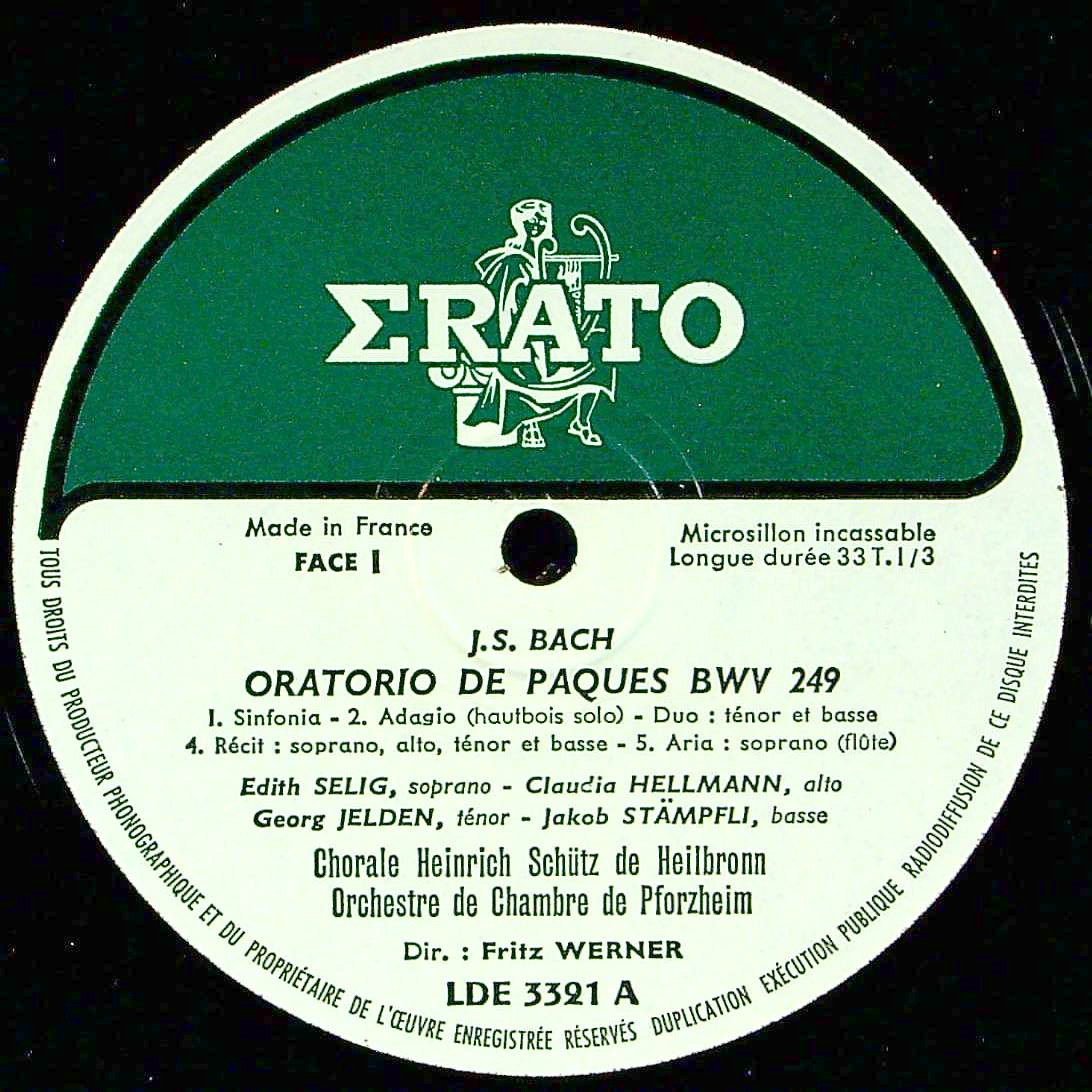 ΣRATO
Made in France
FACE I
Microsillon incassable
Longue durée 33 T. 1/3
J.S. BACH
ORATORIO DE PAQUES BWV 249
1. Sinfonia - 2. Adagio (hautbois solo) - Duo : ténor et basse
4. Récit : soprano, alto, ténor et basse - 5. Aria : soprano (flûte)
Edith SELIG, soprano - Claudia HELLMANN, alto
Georg JELDEN, ténor - Jakob STÄMPFLI, basse
Chorale Heinrich Schütz de Heilbronn
Orchestre de Chambre de Pforzheim
Dir. : Fritz WERNER
LDE 3321 A
TOUS DROITS DU PRODUCTEUR PHONOGRAPHIQUE ET DU PROPRIÉTAIRE DE L'ŒUVRE ENREGISTRÉE RÉSERVÉS DUPLICATION EXÉCUTION PUBLIQUE RADIODIFFUSION DE CE DISQUE INTERDITES